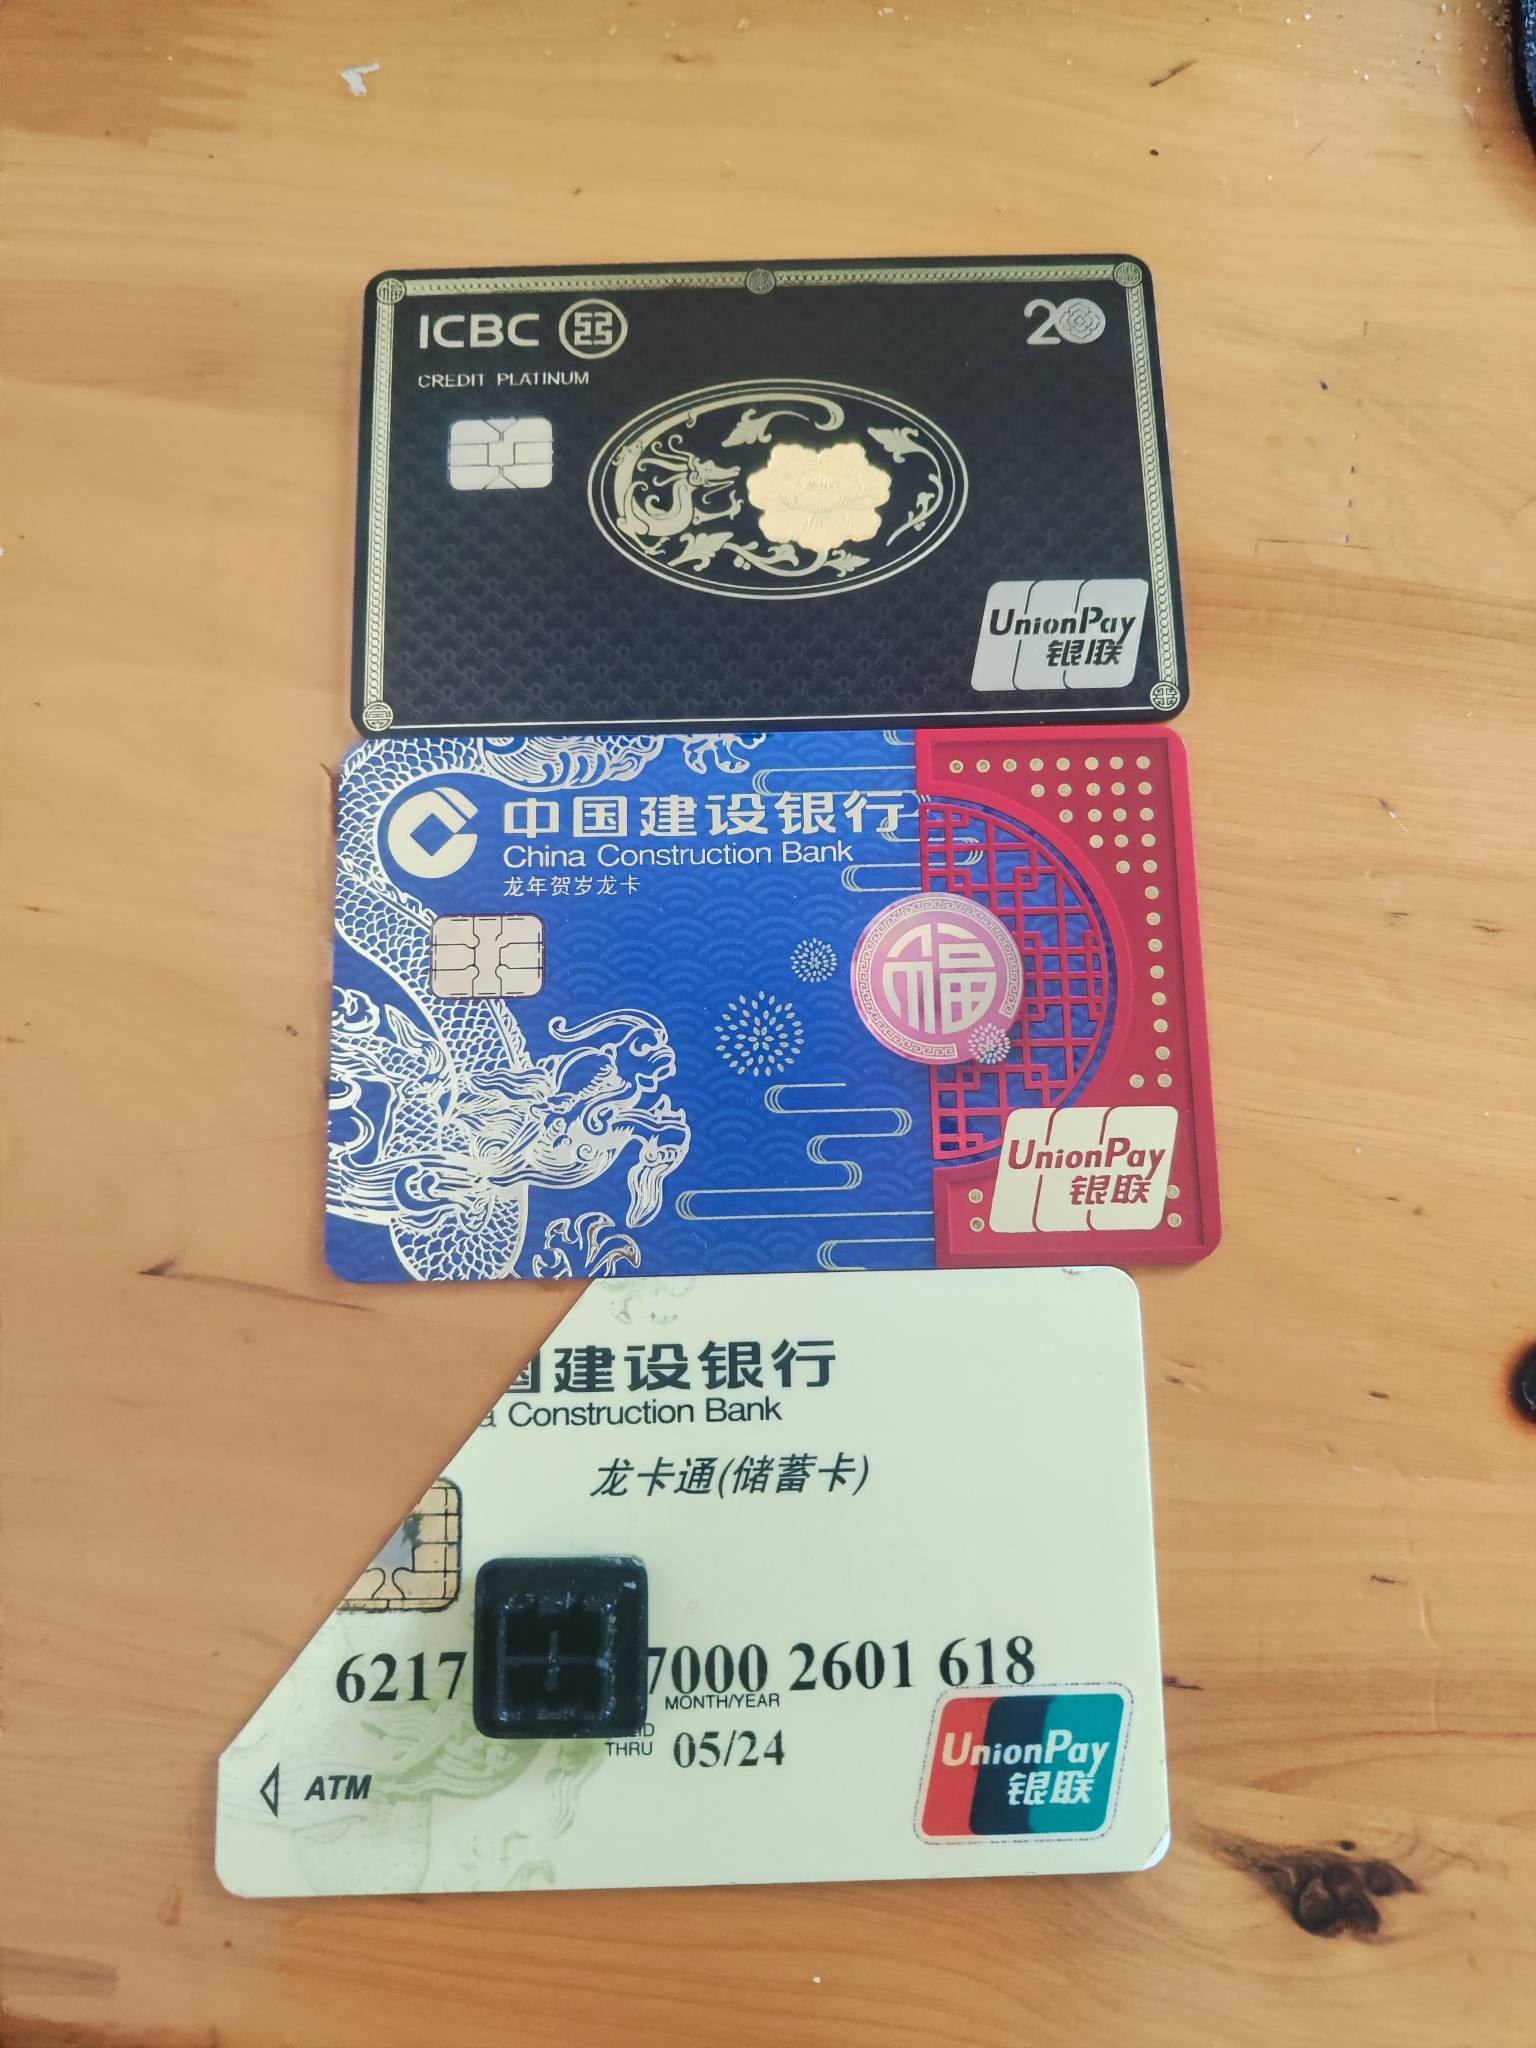 ICBC
20
CREDIT PLATINUM
UnionPay
银联
中国建设银行
China Construction Bank
龙年贺岁龙卡
福
UnionPay
银联
国建设银行
a Construction Bank
龙卡通(储蓄卡)
6217 7000 2601 618
MONTH/YEAR
THRU 05/24
ATM
UnionPay
银联